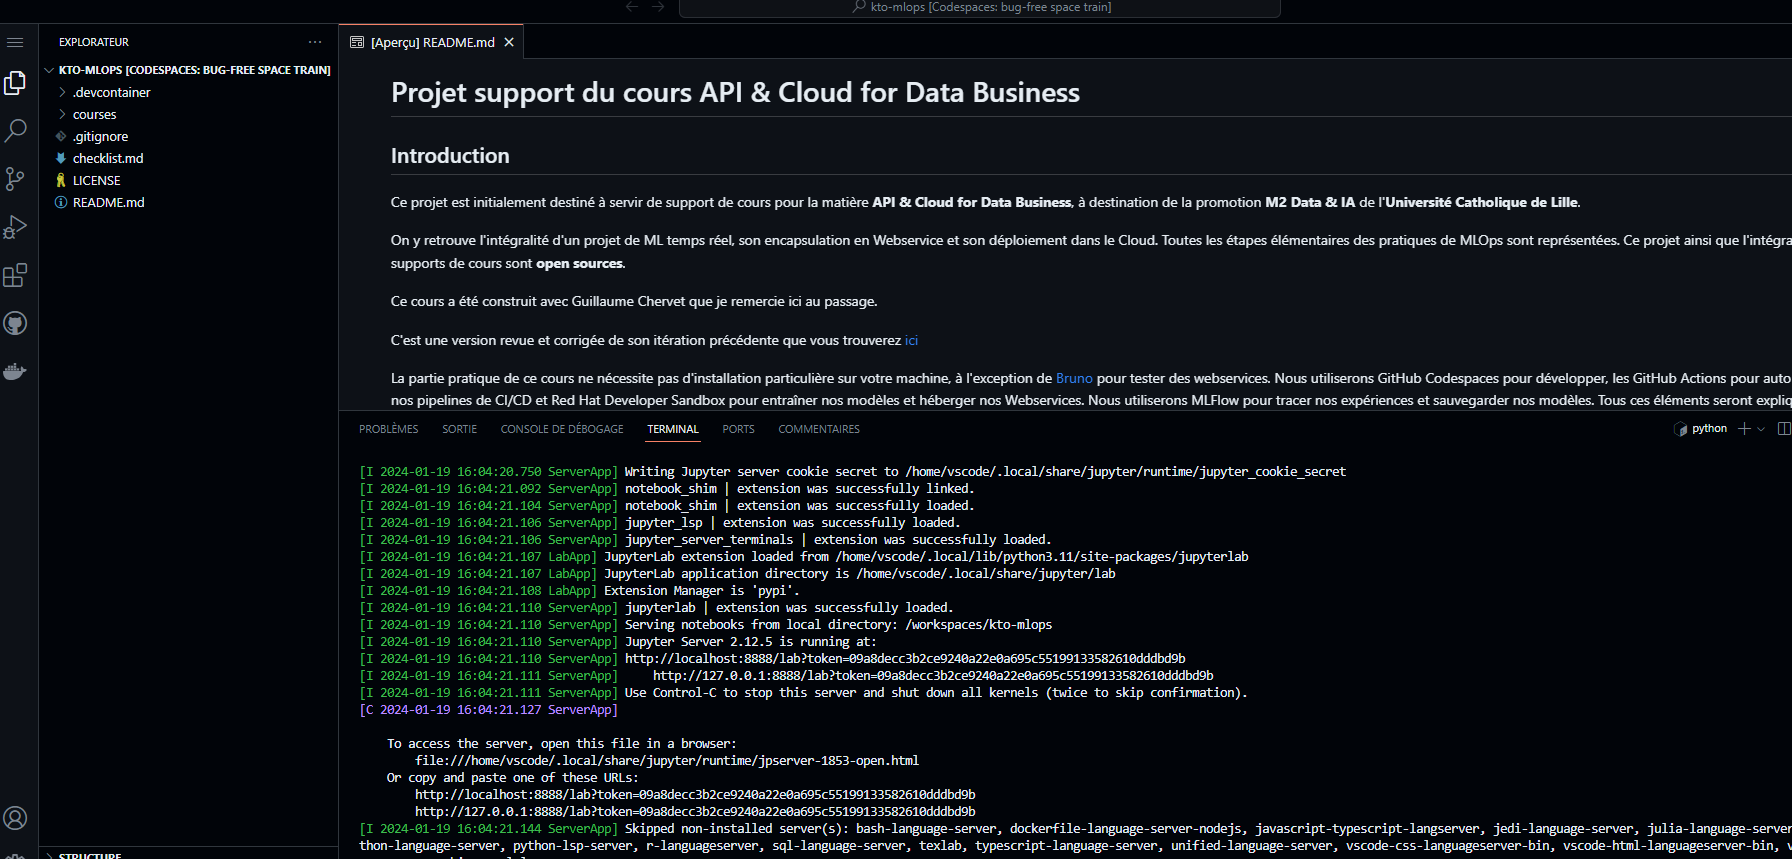 kto-mlops [Codespaces: bug-free space train]
EXPLORATEUR
[Aperçu] README.md
KTO-MLOPS [CODESPACES: BUG-FREE SPACE TRAIN]
.devcontainer
courses
.gitignore
checklist.md
LICENSE
README.md
Projet support du cours API & Cloud for Data Business
Introduction
Ce projet est initialement destiné à servir de support de cours pour la matière API & Cloud for Data Business, à destination de la promotion M2 Data & IA de l'Université Catholique de Lille.
On y retrouve l'intégralité d'un projet de ML temps réel, son encapsulation en Webservice et son déploiement dans le Cloud. Toutes les étapes élémentaires des pratiques de MLOps sont représentées. Ce projet ainsi que l'intégra
supports de cours sont open sources.
Ce cours a été construit avec Guillaume Chervet que je remercie ici au passage.
C'est une version revue et corrigée de son itération précédente que vous trouverez ici
La partie pratique de ce cours ne nécessite pas d'installation particulière sur votre machine, à l'exception de Bruno pour tester des webservices. Nous utiliserons GitHub Codespaces pour développer, les GitHub Actions pour auto
nos pipelines de CI/CD et Red Hat Developer Sandbox pour entraîner nos modèles et héberger nos Webservices. Nous utiliserons MLFlow pour tracer nos expériences et sauvegarder nos modèles. Tous ces éléments seront expliq
PROBLÈMES SORTIE CONSOLE DE DÉBOGAGE TERMINAL PORTS COMMENTAIRES
python
[I 2024-01-19 16:04:20.750 ServerApp] Writing Jupyter server cookie secret to /home/vscode/.local/share/jupyter/runtime/jupyter_cookie_secret
[I 2024-01-19 16:04:21.092 ServerApp] notebook_shim | extension was successfully linked.
[I 2024-01-19 16:04:21.104 ServerApp] notebook_shim | extension was successfully loaded.
[I 2024-01-19 16:04:21.106 ServerApp] jupyter_lsp | extension was successfully loaded.
[I 2024-01-19 16:04:21.106 ServerApp] jupyter_server_terminals | extension was successfully loaded.
[I 2024-01-19 16:04:21.107 LabApp] JupyterLab extension loaded from /home/vscode/.local/lib/python3.11/site-packages/jupyterlab
[I 2024-01-19 16:04:21.107 LabApp] JupyterLab application directory is /home/vscode/.local/share/jupyter/lab
[I 2024-01-19 16:04:21.108 LabApp] Extension Manager is 'pypi'.
[I 2024-01-19 16:04:21.110 ServerApp] jupyterlab | extension was successfully loaded.
[I 2024-01-19 16:04:21.110 ServerApp] Serving notebooks from local directory: /workspaces/kto-mlops
[I 2024-01-19 16:04:21.110 ServerApp] Jupyter Server 2.12.5 is running at:
[I 2024-01-19 16:04:21.110 ServerApp] http://localhost:8888/lab?token=09a8decc3b2ce9240a22e0a695c55199133582610dddbd9b
[I 2024-01-19 16:04:21.111 ServerApp] http://127.0.0.1:8888/lab?token=09a8decc3b2ce9240a22e0a695c55199133582610dddbd9b
[I 2024-01-19 16:04:21.111 ServerApp] Use Control-C to stop this server and shut down all kernels (twice to skip confirmation).
[C 2024-01-19 16:04:21.127 ServerApp]
To access the server, open this file in a browser:
file:///home/vscode/.local/share/jupyter/runtime/jpserver-1853-open.html
Or copy and paste one of these URLs:
http://localhost:8888/lab?token=09a8decc3b2ce9240a22e0a695c55199133582610dddbd9b
http://127.0.0.1:8888/lab?token=09a8decc3b2ce9240a22e0a695c55199133582610dddbd9b
[I 2024-01-19 16:04:21.144 ServerApp] Skipped non-installed server(s): bash-language-server, dockerfile-language-server-nodejs, javascript-typescript-langserver, jedi-language-server, julia-language-server
thon-language-server, python-lsp-server, r-languageserver, sql-language-server, texlab, typescript-language-server, unified-language-server, vscode-css-languageserver-bin, vscode-html-languageserver-bin,
STRUCTURE